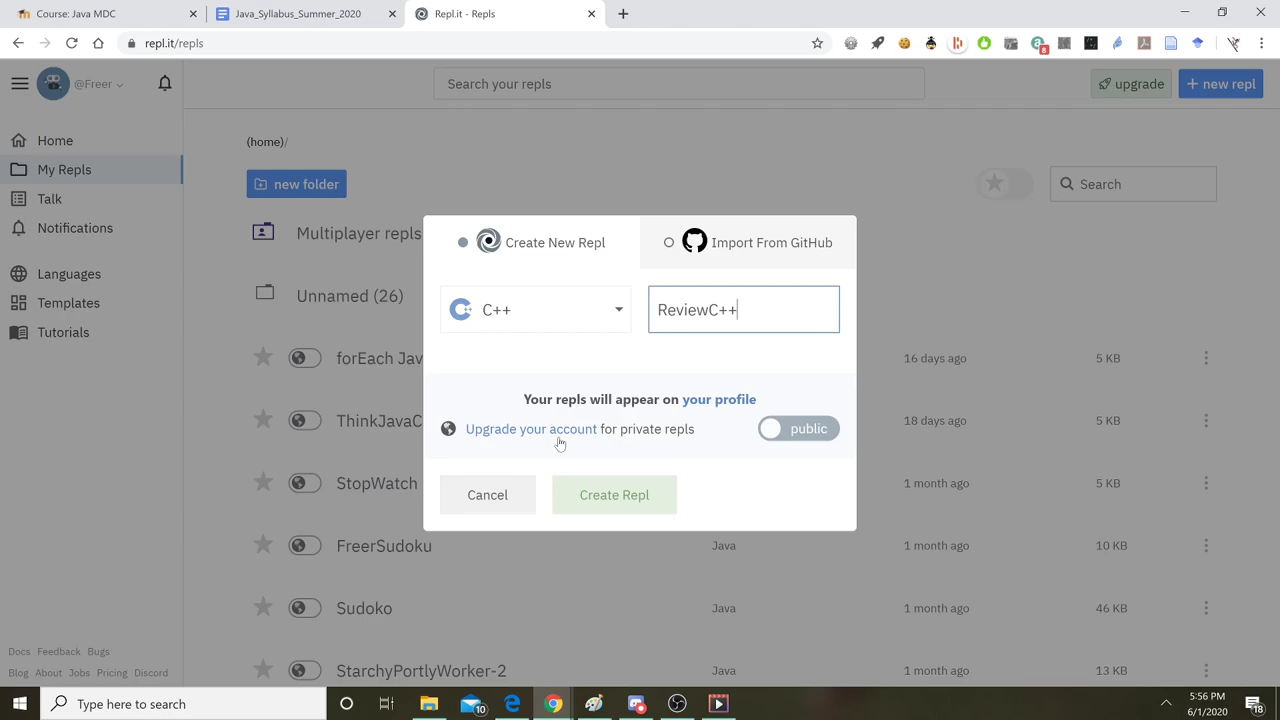 Course: Java MDC
Java_Syllabus_Summer_2020
Repl.it - Repls
repl.it/repls
8
@Freer
Search your repls
upgrade
+ new repl
Home
My Repls
Talk
Notifications
Languages
Templates
Tutorials
(home)/
new folder
Search
Multiplayer repls
Unnamed (26)
Create New Repl
Import From GitHub
C++
ReviewC++
Your repls will appear on your profile
Upgrade your account for private repls
public
Cancel
Create Repl
forEach Jav
16 days ago
5 KB
ThinkJavaC
18 days ago
5 KB
StopWatch
1 month ago
5 KB
FreerSudoku
Java
1 month ago
10 KB
Sudoko
Java
1 month ago
46 KB
StarchyPortlyWorker-2
Java
1 month ago
13 KB
Docs Feedback Bugs
Blog About Jobs Pricing Discord
Type here to search
10
5:56 PM
6/1/2020
18